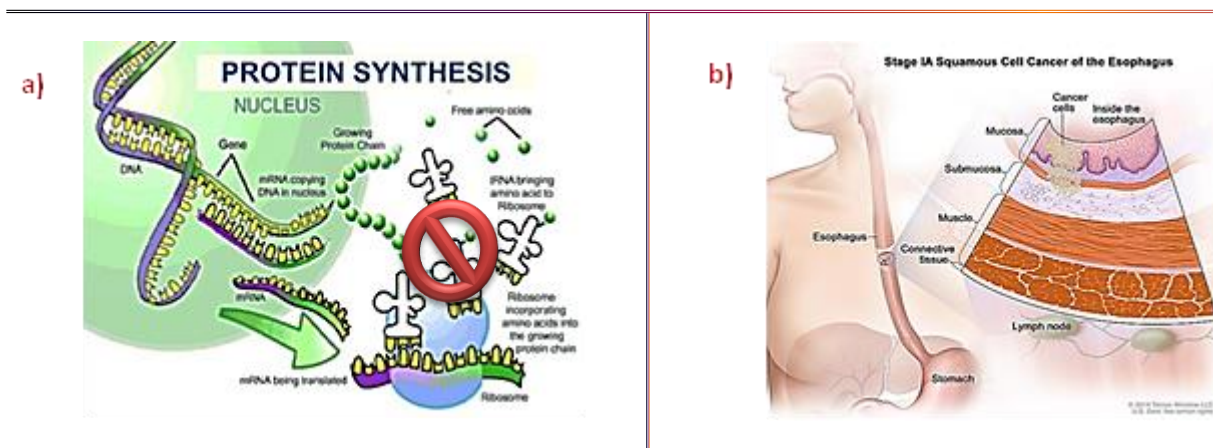 a)
PROTEIN SYNTHESIS
NUCLEUS
Free amino acids
Growing
Protein Chain
Gene
DNA
mRNA copying
DNA in nucleus
tRNA bringing
amino acid to
Ribosome
mRNA
Ribosome
incorporating
amino acids into
the growing
protein chain
mRNA being translated
Ribosome
b)
Stage IA Squamous Cell Cancer of the Esophagus
Cancer
cells
Inside the
esophagus
Mucosa
Submucosa
Muscle
Esophagus
Connective
tissue
Lymph node
Stomach